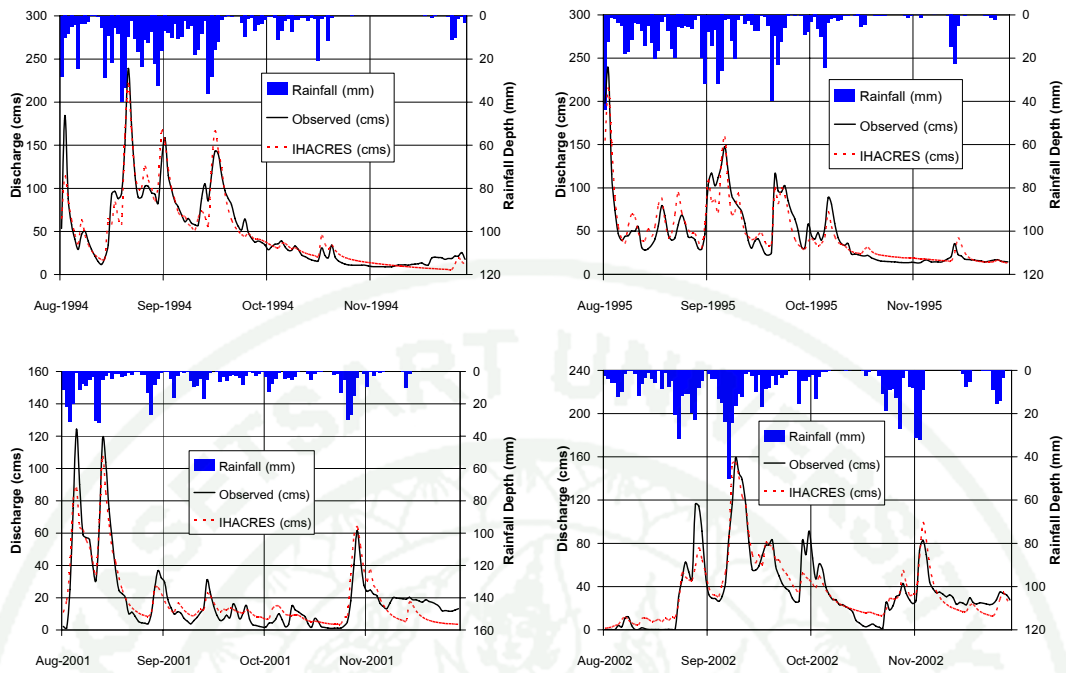 300
250
200
150
100
50
0
Discharge (cms)
0
20
40
60
80
100
120
Rainfall Depth (mm)
Rainfall (mm)
Observed (cms)
IHACRES (cms)
Aug-1994
Sep-1994
Oct-1994
Nov-1994
300
250
200
150
100
50
0
Discharge (cms)
0
20
40
60
80
100
120
Rainfall Depth (mm)
Rainfall (mm)
Observed (cms)
IHACRES (cms)
Aug-1995
Sep-1995
Oct-1995
Nov-1995
160
140
120
100
80
60
40
20
0
Discharge (cms)
0
20
40
60
80
100
120
140
160
Rainfall Depth (mm)
Rainfall (mm)
Observed (cms)
IHACRES (cms)
Aug-2001
Sep-2001
Oct-2001
Nov-2001
240
200
160
120
80
40
0
Discharge (cms)
0
20
40
60
80
100
120
Rainfall Depth (mm)
Rainfall (mm)
Observed (cms)
IHACRES (cms)
Aug-2002
Sep-2002
Oct-2002
Nov-2002